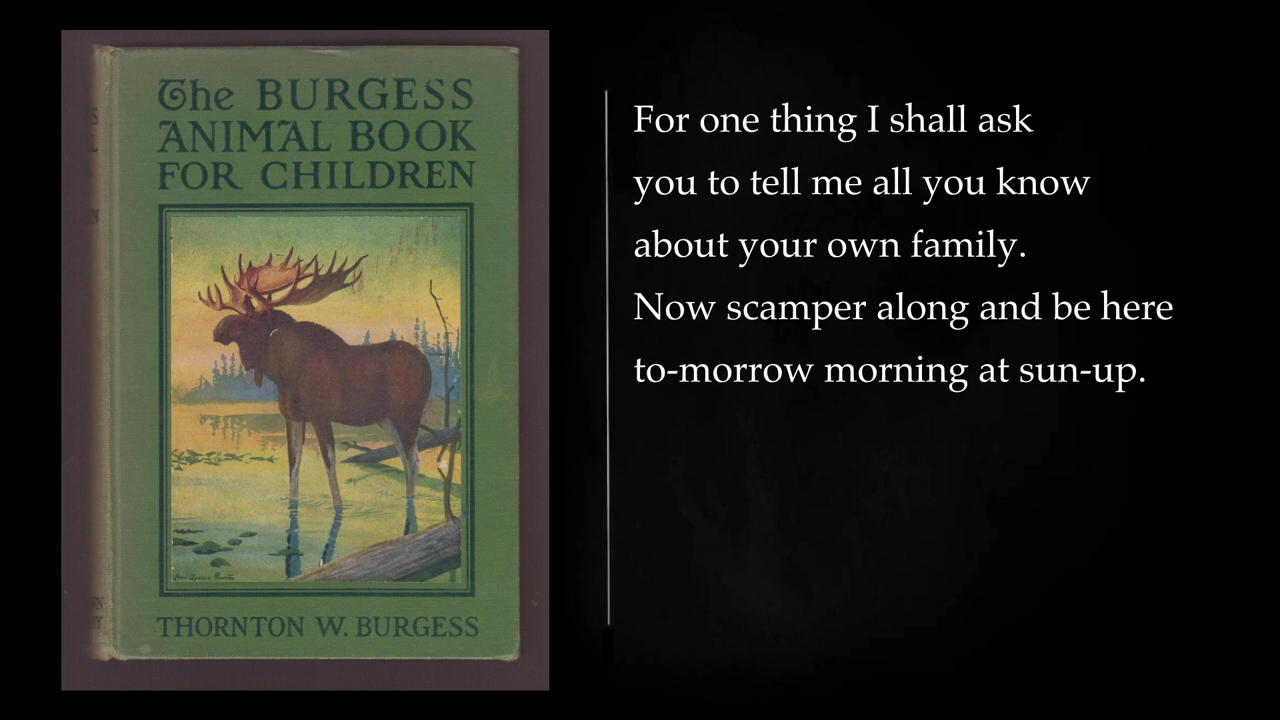 The BURGESS
ANIMAL BOOK
FOR CHILDREN
THORNTON W. BURGESS
For one thing I shall ask
you to tell me all you know
about your own family.
Now scamper along and be here
to-morrow morning at sun-up.